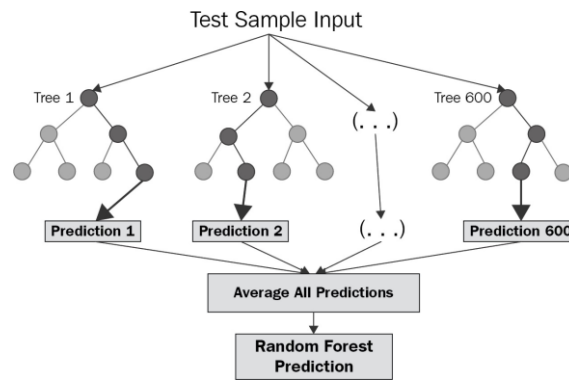 Test Sample Input
Tree 1
Tree 2
Tree 600
(. . .)
Prediction 1
Prediction 2
(. . .)
Prediction 600
Average All Predictions
Random Forest
Prediction